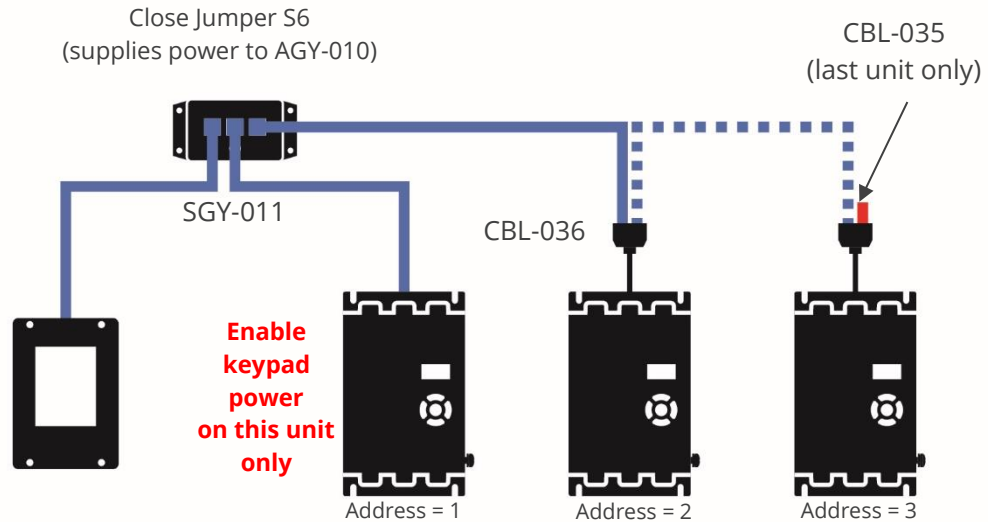 Close Jumper S6
(supplies power to AGY-010)
CBL-035
(last unit only)
SGY-011
CBL-036
Enable
keypad
power
on this unit
only
Address = 1
Address = 2
Address = 3